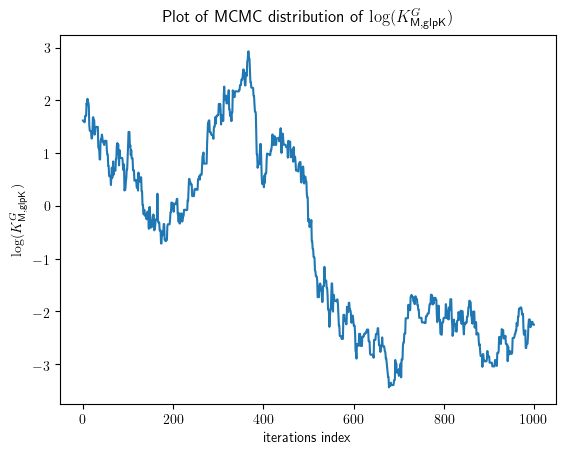 Plot of MCMC distribution of log(K^G_M,glpK)
log(K^G_M,glpK)
3
2
1
0
−1
−2
−3
0 200 400 600 800 1000
iterations index